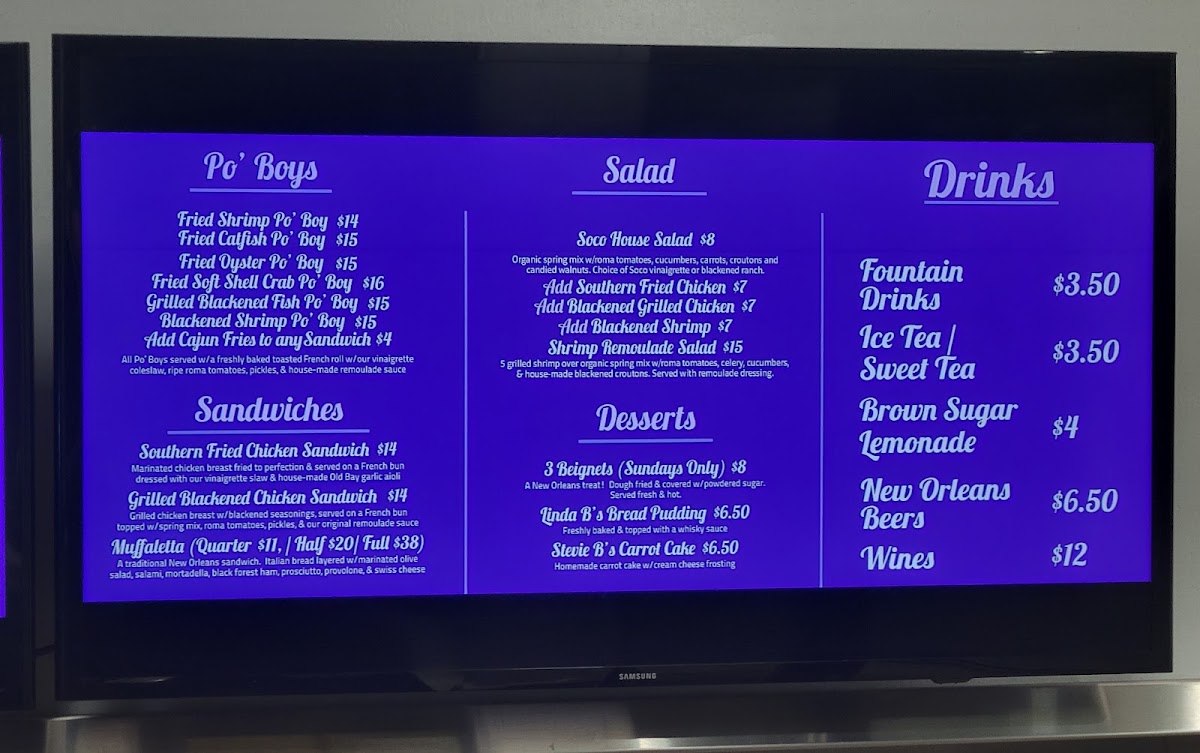 Po' Boys
Fried Shrimp Po' Boy $14
Fried Catfish Po' Boy $15
Fried Oyster Po' Boy $15
Fried Soft Shell Crab Po' Boy $16
Grilled Blackened Fish Po' Boy $15
Blackened Shrimp Po' Boy $15
Add Cajun Fries to any Sandwich $4
All Po' Boys served w/a freshly baked toasted French roll w/our vinaigrette
coleslaw, ripe roma tomatoes, pickles, & house-made remoulade sauce
Sandwiches
Southern Fried Chicken Sandwich $14
Marinated chicken breast fried to perfection & served on a French bun
dressed with our vinaigrette slaw & house-made Old Bay garlic aioli
Grilled Blackened Chicken Sandwich $14
Grilled chicken breast w/blackened seasonings, served on a French bun
topped w/spring mix, roma tomatoes, pickles, & our original remoulade sauce
Muffaletta (Quarter $11, | Half $20/ Full $38)
A traditional New Orleans sandwich. Italian bread layered w/marinated olive
salad, salami, mortadella, black forest ham, prosciutto, provolone, & swiss cheese
Salad
Soco House Salad $8
Organic spring mix w/roma tomatoes, cucumbers, carrots, croutons and
candied walnuts. Choice of Soco vinaigrette or blackened ranch.
Add Southern Fried Chicken $7
Add Blackened Grilled Chicken $7
Add Blackened Shrimp $7
Shrimp Remoulade Salad $15
5 grilled shrimp over organic spring mix w/roma tomatoes, celery, cucumbers,
& house-made blackened croutons. Served with remoulade dressing.
Desserts
3 Beignets (Sundays Only) $8
A New Orleans treat! Dough fried & covered w/powdered sugar.
Served fresh & hot.
Linda B's Bread Pudding $6.50
Freshly baked & topped with a whisky sauce
Stevie B's Carrot Cake $6.50
Homemade carrot cake w/cream cheese frosting
Drinks
Fountain
Drinks $3.50
Ice Tea /
Sweet Tea $3.50
Brown Sugar
Lemonade $4
New Orleans
Beers $6.50
Wines $12
SAMSUNG